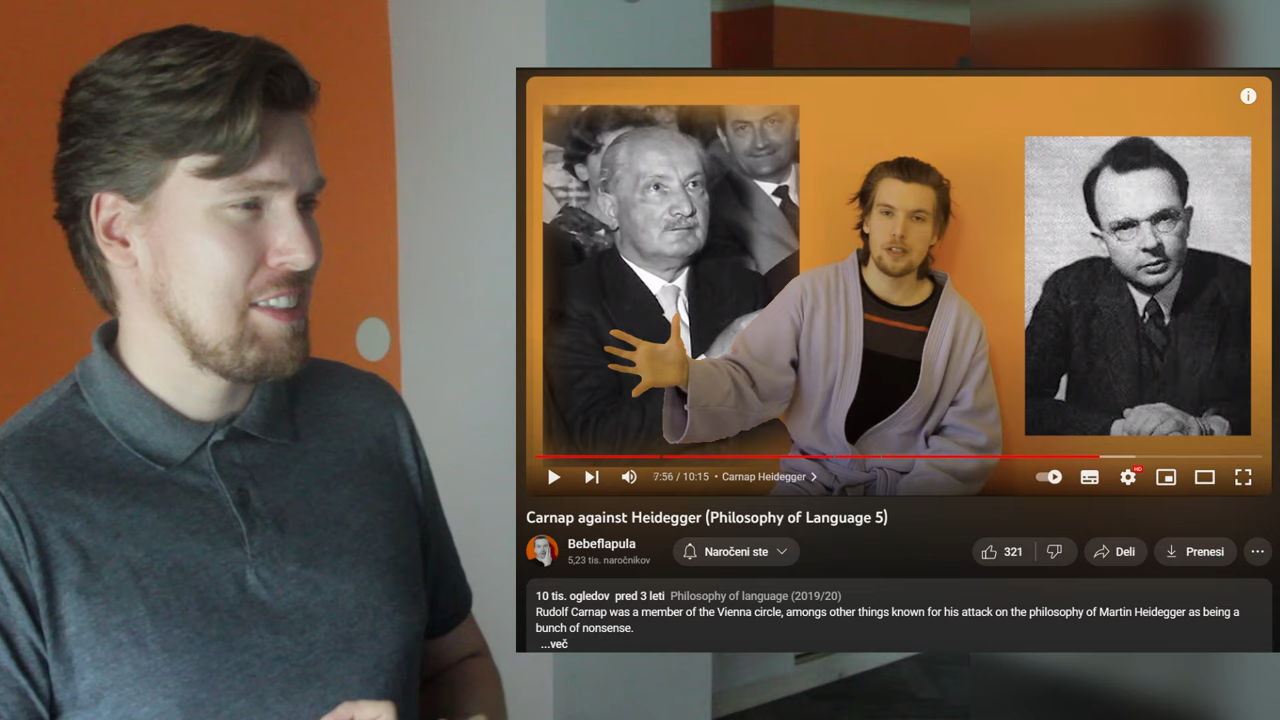 i
7:56 / 10:15 • Carnap Heidegger
HD
Carnap against Heidegger (Philosophy of Language 5)
Bebeflapula
5,23 tis. naročnikov
Naročeni ste
321
Deli
Prenesi
10 tis. ogledov pred 3 leti Philosophy of language (2019/20)
Rudolf Carnap was a member of the Vienna circle, amongst other things known for his attack on the philosophy of Martin Heidegger as being a
bunch of nonsense.
...več